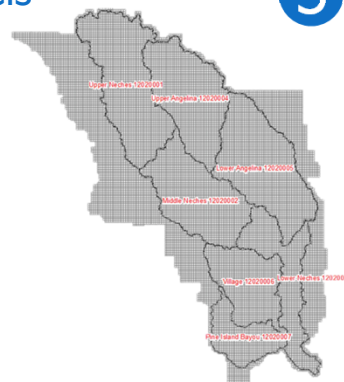 Upper Neches 12020001
Upper Angelina 12020004
Lower Angelina 12020005
Middle Neches 12020002
Village 12020006
Lower Neches 120200
Pine Island Bayou 12020007